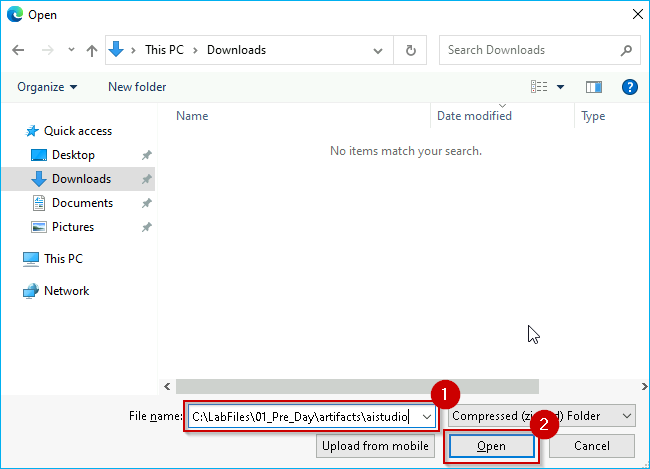 Open
This PC > Downloads
Search Downloads
Organize
New folder
Name
Date modified
Type
Quick access
Desktop
Downloads
Documents
Pictures
This PC
Network
No items match your search.
1
File name:
C:\LabFiles\01_Pre_Day\artifacts\aistudio
Compressed (zi d) Folder
2
Upload from mobile
Open
Cancel